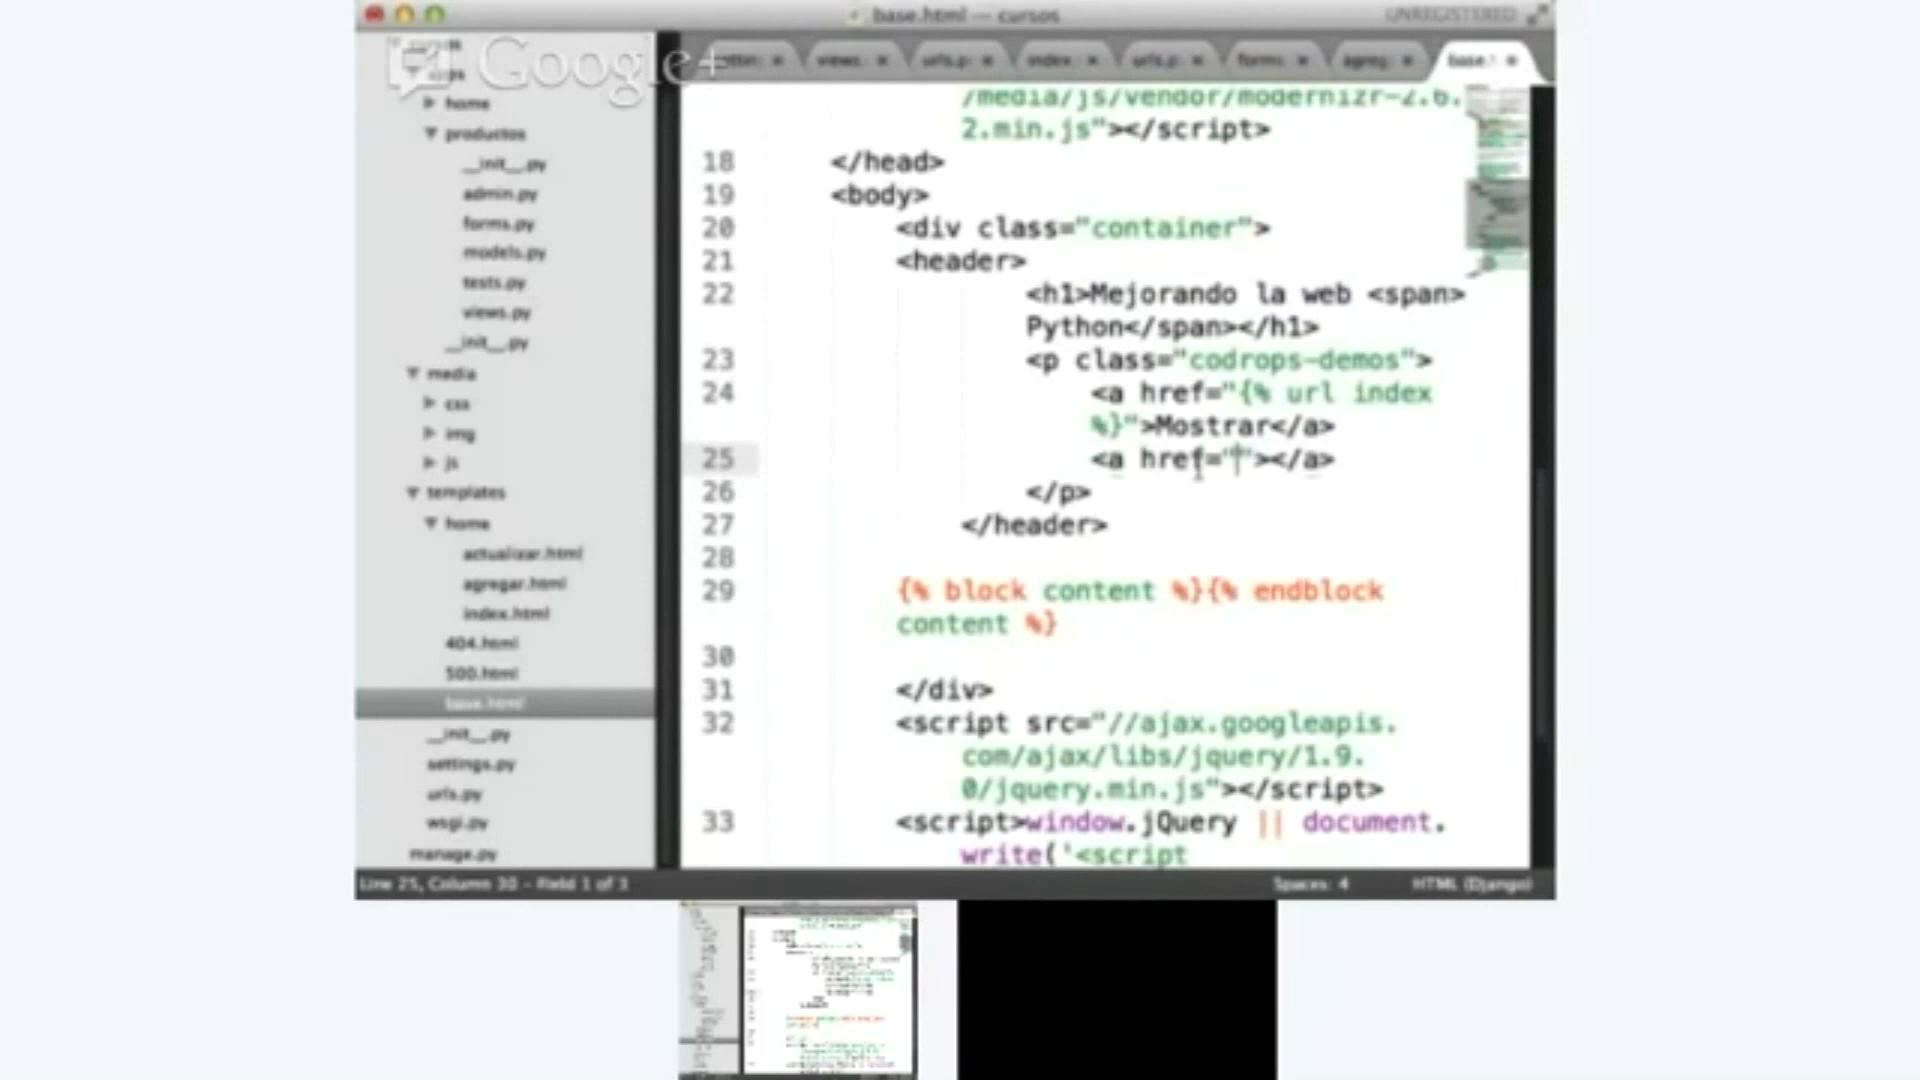 base.html — cursos
UNREGISTERED
Google+
home
productos
__init__.py
admin.py
forms.py
models.py
tests.py
views.py
__init__.py
media
css
img
js
templates
home
actualizar.html
agregar.html
index.html
404.html
500.html
base.html
__init__.py
settings.py
urls.py
wsgi.py
manage.py
views.
urls.p
index
urls.p
forms.
agreg
base.
/media/js/vendor/modernizr-2.6.
2.min.js"></script>
18 </head>
19 <body>
20 <div class="container">
21 <header>
22 <h1>Mejorando la web <span>
Python</span></h1>
23 <p class="codrops-demos">
24 <a href="{% url index
%}">Mostrar</a>
25 <a href=""></a>
26 </p>
27 </header>
28
29 {% block content %}{% endblock
content %}
30
31 </div>
32 <script src="//ajax.googleapis.
com/ajax/libs/jquery/1.9.
0/jquery.min.js"></script>
33 <script>window.jQuery || document.
write('<script
Line 25, Column 30 – Field 1 of 3
Spaces: 4
HTML (Django)